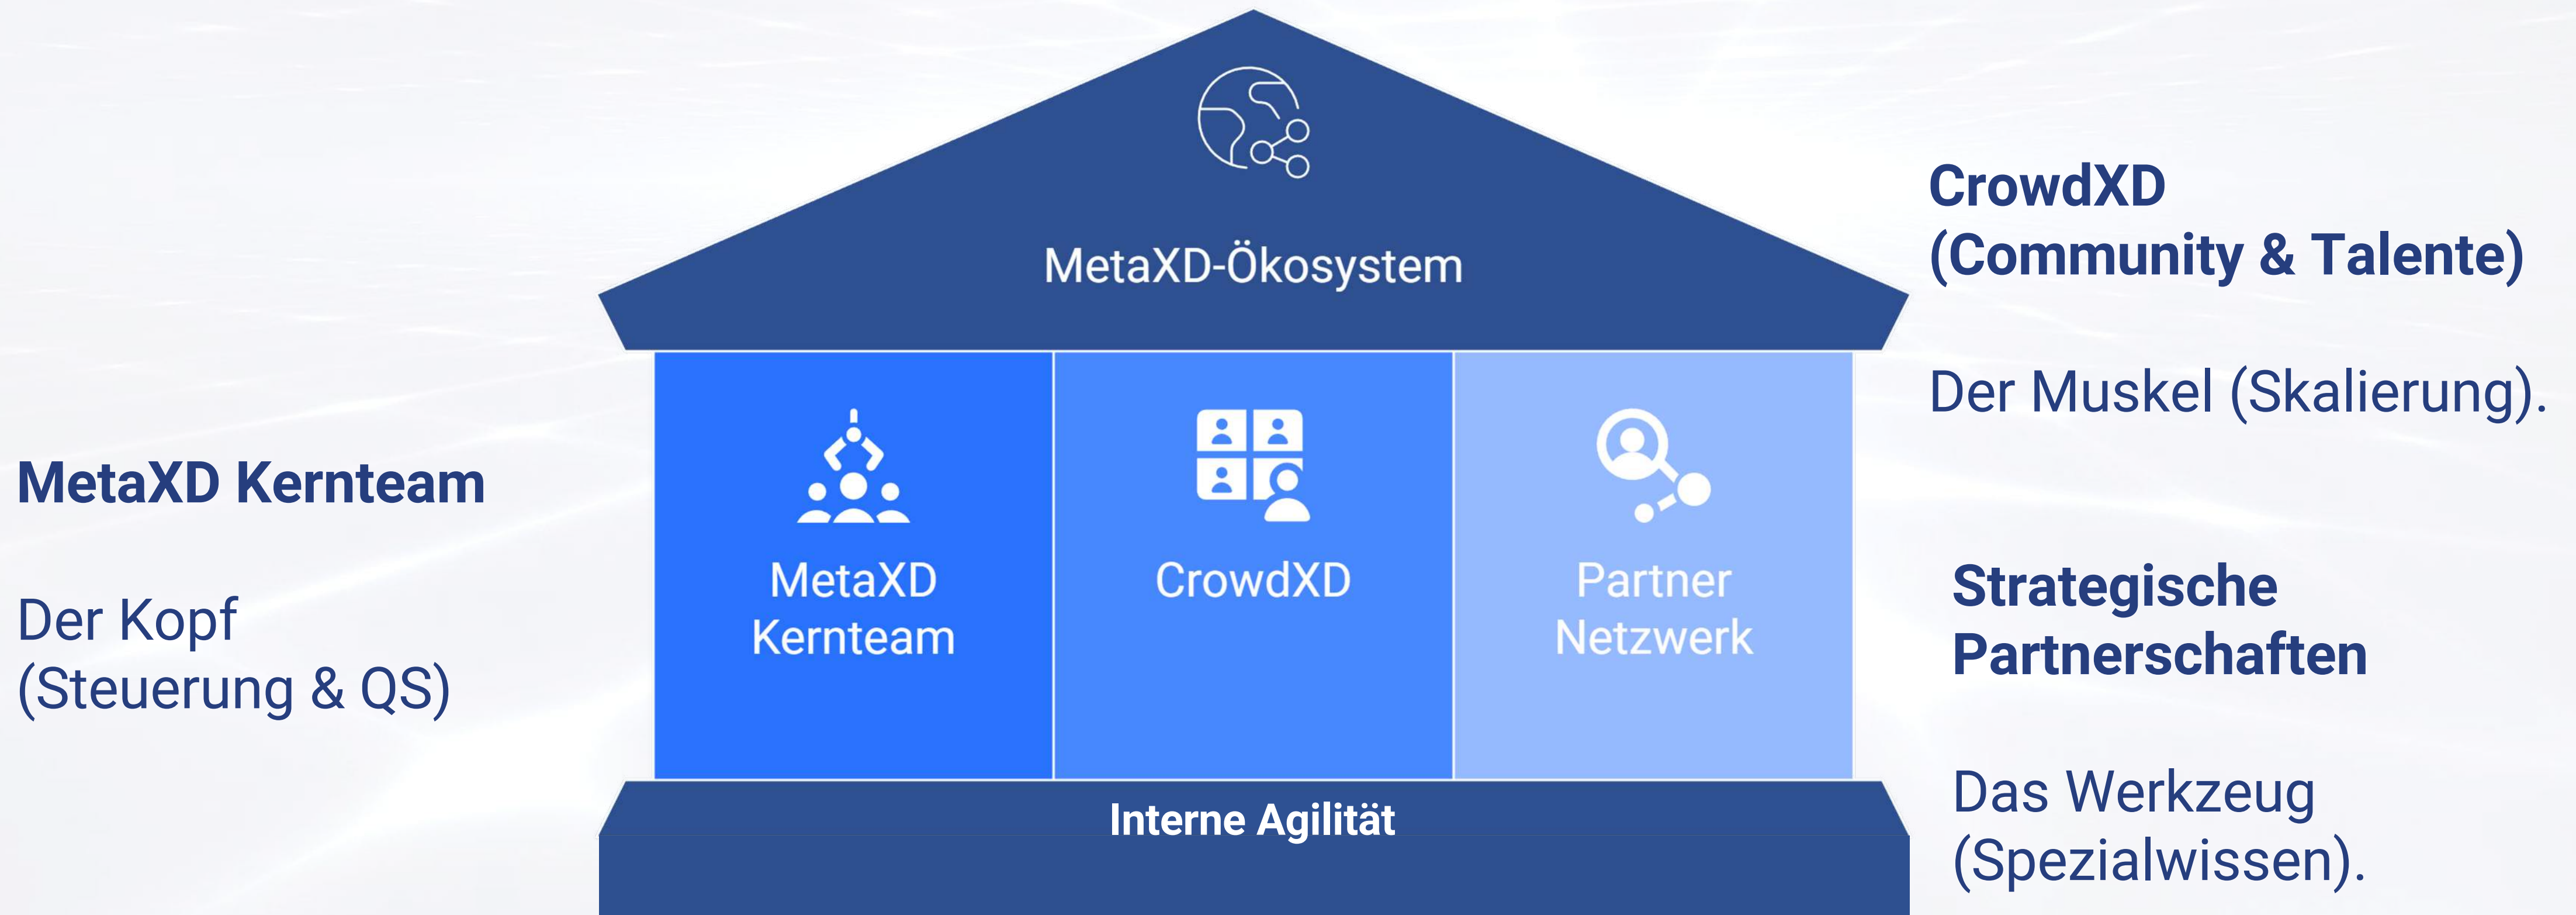 MetaXD-Ökosystem
MetaXD Kernteam
Der Kopf
(Steuerung & QS)
MetaXD
Kernteam
CrowdXD
Partner
Netzwerk
Interne Agilität
CrowdXD
(Community & Talente)
Der Muskel (Skalierung).
Strategische
Partnerschaften
Das Werkzeug
(Spezialwissen).